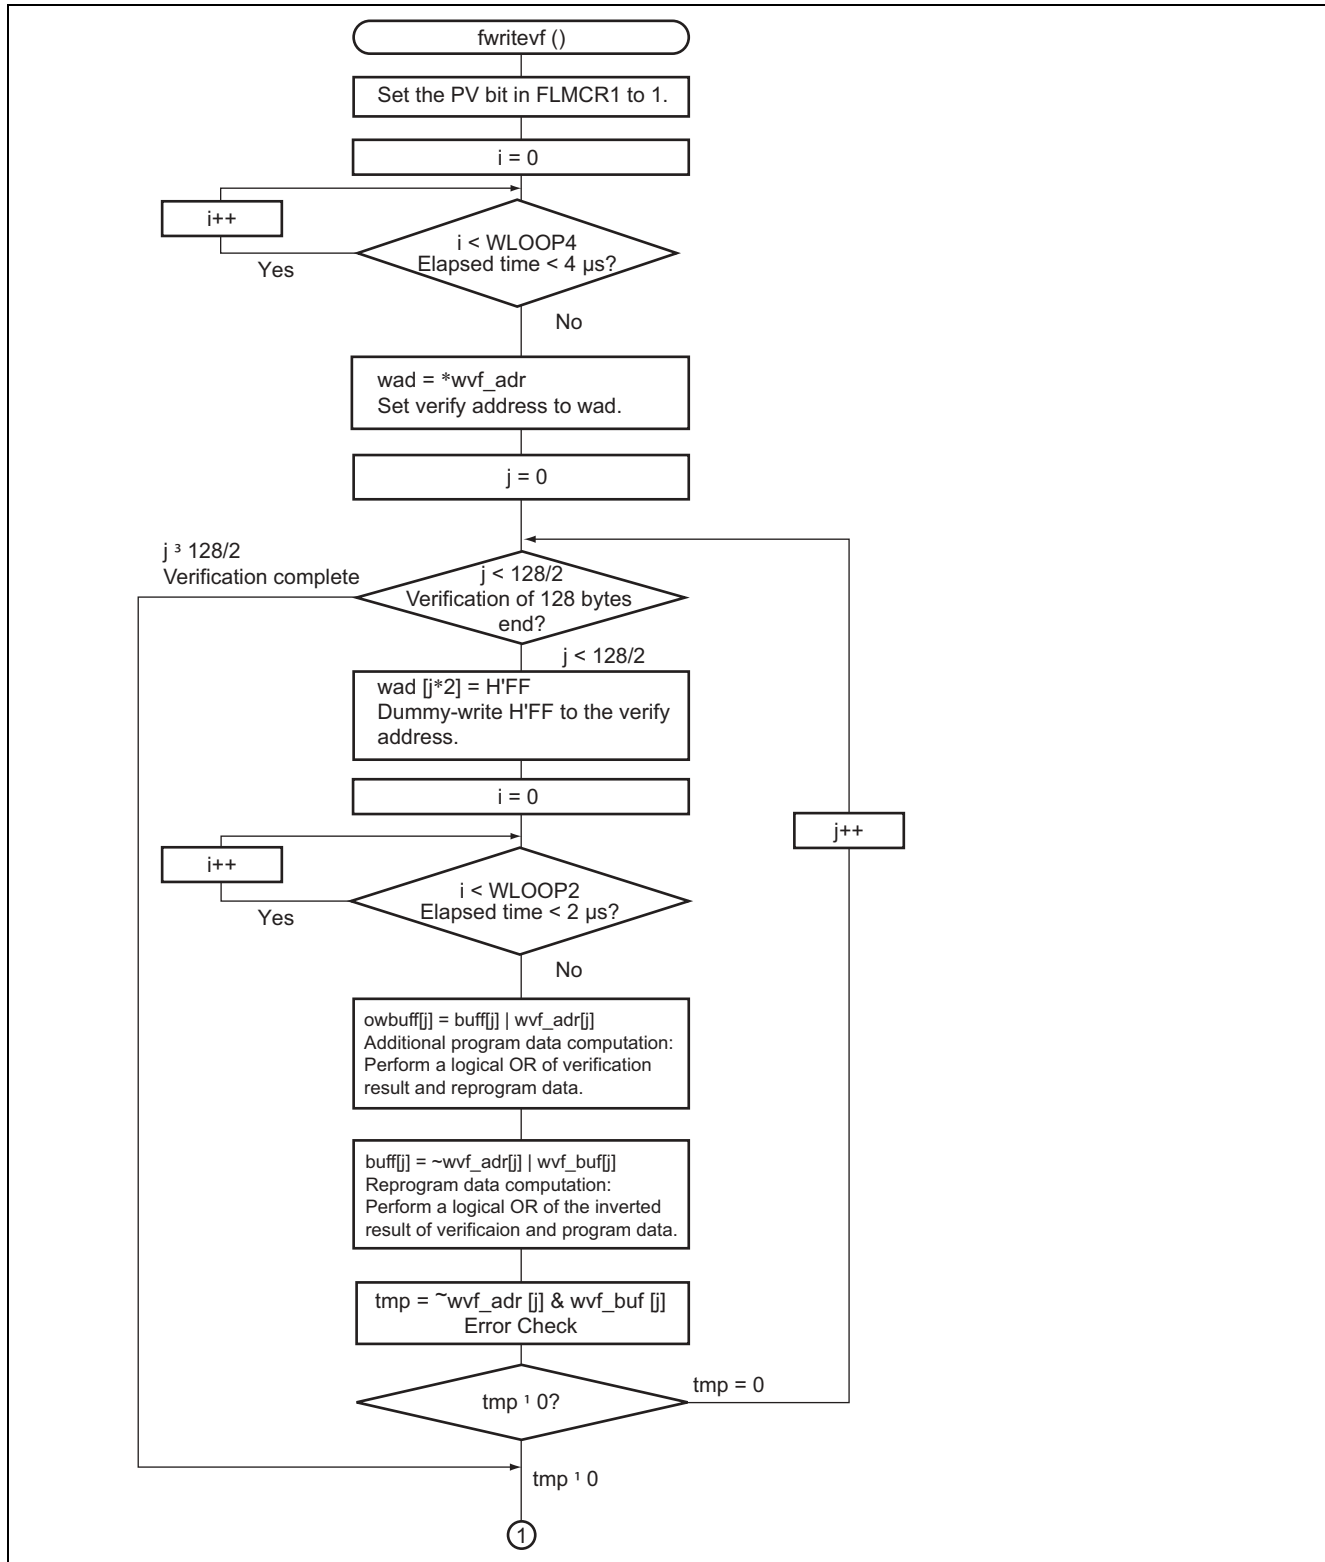 fwritevf ()
Set the PV bit in FLMCR1 to 1.
i = 0
i++
i < WLOOP4
Elapsed time < 4 µs?
Yes
No
wad = *wvf_adr
Set verify address to wad.
j = 0
j ³ 128/2
Verification complete
j < 128/2
Verification of 128 bytes
end?
j < 128/2
wad [j*2] = H'FF
Dummy-write H'FF to the verify
address.
i = 0
j++
i++
i < WLOOP2
Elapsed time < 2 µs?
Yes
No
owbuff[j] = buff[j] | wvf_adr[j]
Additional program data computation:
Perform a logical OR of verification
result and reprogram data.
buff[j] = ~wvf_adr[j] | wvf_buf[j]
Reprogram data computation:
Perform a logical OR of the inverted
result of verificaion and program data.
tmp = ~wvf_adr [j] & wvf_buf [j]
Error Check
tmp = 0
tmp ¹ 0?
tmp ¹ 0
1